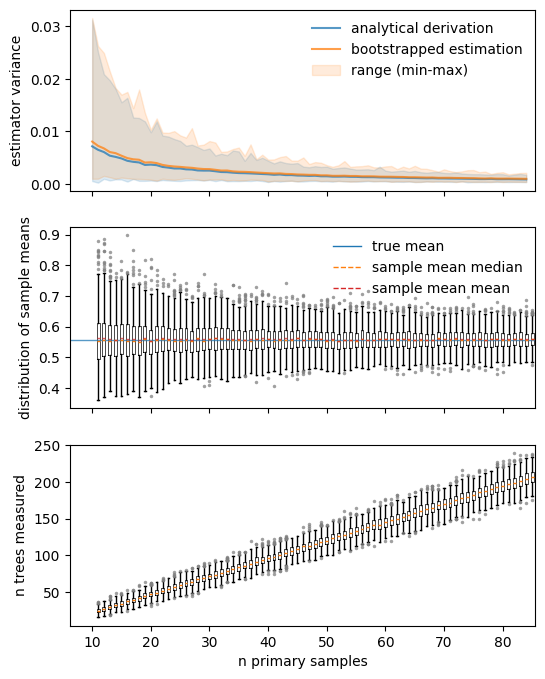 estimator variance
0.03
0.02
0.01
0.00
analytical derivation
bootstrapped estimation
range (min-max)
distribution of sample means
0.9
0.8
0.7
0.6
0.5
0.4
true mean
sample mean median
sample mean mean
n trees measured
250
200
150
100
50
10 20 30 40 50 60 70 80
n primary samples